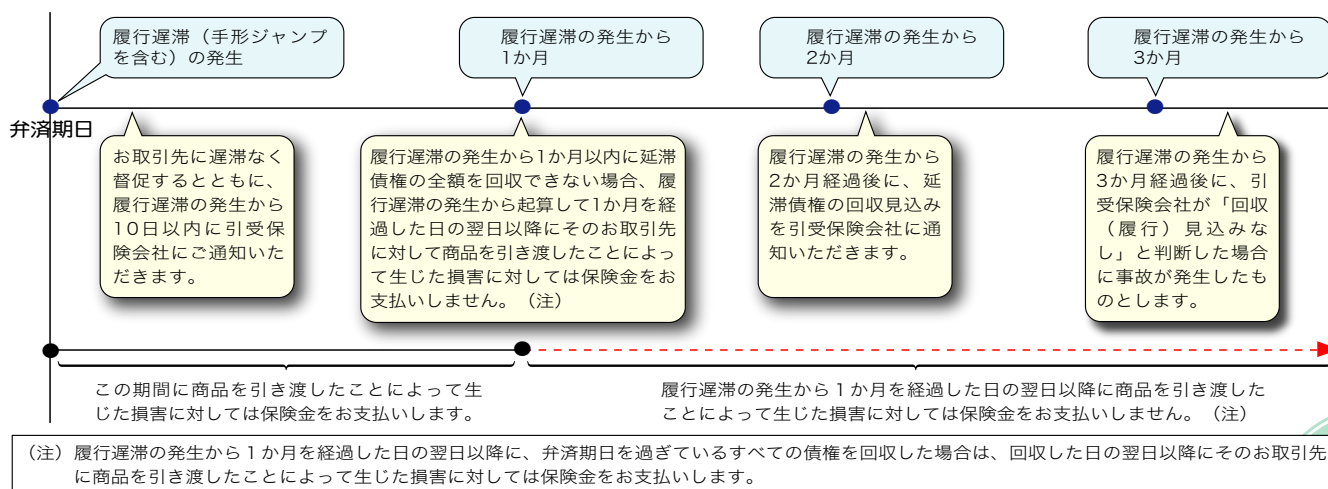 履行遅滞（手形ジャンプ
を含む）の発生
履行遅滞の発生から
1か月
履行遅滞の発生から
2か月
履行遅滞の発生から
3か月
弁済期日
お取引先に遅滞なく
督促するとともに、
履行遅滞の発生から
10日以内に引受保
険会社にご通知いた
だきます。
履行遅滞の発生から1か月以内に延滞
債権の全額を回収できない場合、履
行遅滞の発生から起算して1か月を経
過した日の翌日以降にそのお取引先
に対して商品を引き渡したことによっ
て生じた損害に対しては保険金をお
支払いしません。（注）
履行遅滞の発生から
2か月経過後に、延
滞債権の回収見込み
を引受保険会社に通
知いただきます。
履行遅滞の発生から
3か月経過後に、引
受保険会社が「回収
（履行）見込みな
し」と判断した場合
に事故が発生したも
のとします。
この期間に商品を引き渡したことによって生
じた損害に対しては保険金をお支払いします。
履行遅滞の発生から１か月を経過した日の翌日以降に商品を引き渡した
ことによって生じた損害に対しては保険金をお支払いしません。（注）
（注）履行遅滞の発生から１か月を経過した日の翌日以降に、弁済期日を過ぎているすべての債権を回収した場合は、回収した日の翌日以降にそのお取引先
に商品を引き渡したことによって生じた損害に対しては保険金をお支払いします。